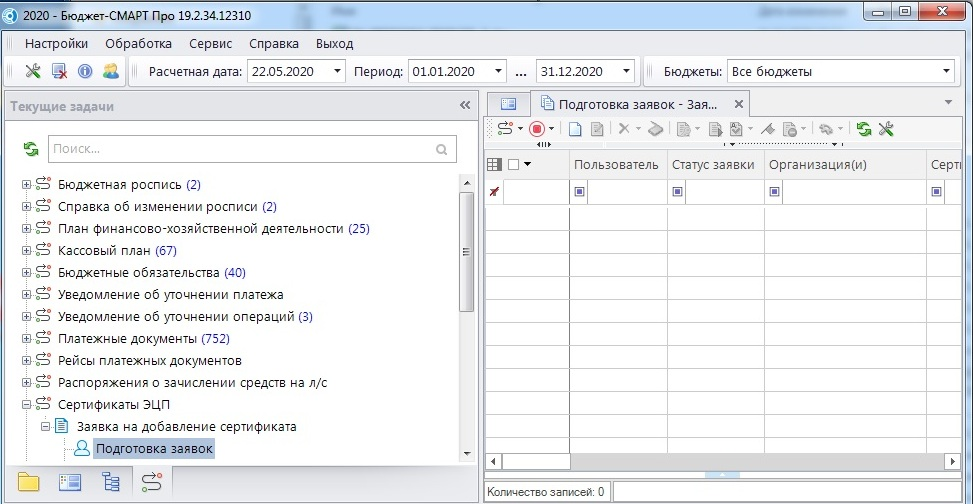 2020 - Бюджет-СМАРТ Про 19.2.34.12310
Настройки Обработка Сервис Справка Выход
Расчетная дата: 22.05.2020 Период: 01.01.2020 ... 31.12.2020 Бюджеты: Все бюджеты
Текущие задачи
Поиск...
Бюджетная роспись (2)
Справка об изменении росписи (2)
План финансово-хозяйственной деятельности (25)
Кассовый план (67)
Бюджетные обязательства (40)
Уведомление об уточнении платежа
Уведомление об уточнении операций (3)
Платежные документы (752)
Рейсы платежных документов
Распоряжения о зачислении средств на л/с
Сертификаты ЭЦП
Заявка на добавление сертификата
Подготовка заявок
Подготовка заявок - Зая...
Пользователь Статус заявки Организация(и) Серти
Количество записей: 0